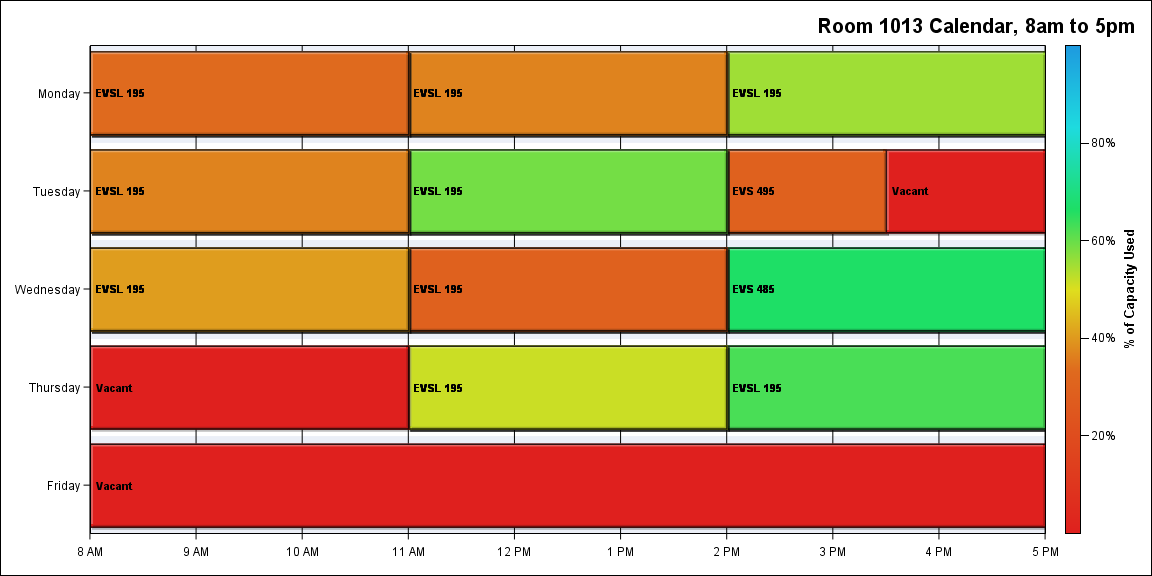 Room 1013 Calendar, 8am to 5pm
Monday
EVSL 195
EVSL 195
EVSL 195
Tuesday
EVSL 195
EVSL 195
EVS 495
Vacant
Wednesday
EVSL 195
EVSL 195
EVS 485
Thursday
Vacant
EVSL 195
EVSL 195
Friday
Vacant
8 AM
9 AM
10 AM
11 AM
12 PM
1 PM
2 PM
3 PM
4 PM
5 PM
80%
60%
40%
20%
% of Capacity Used